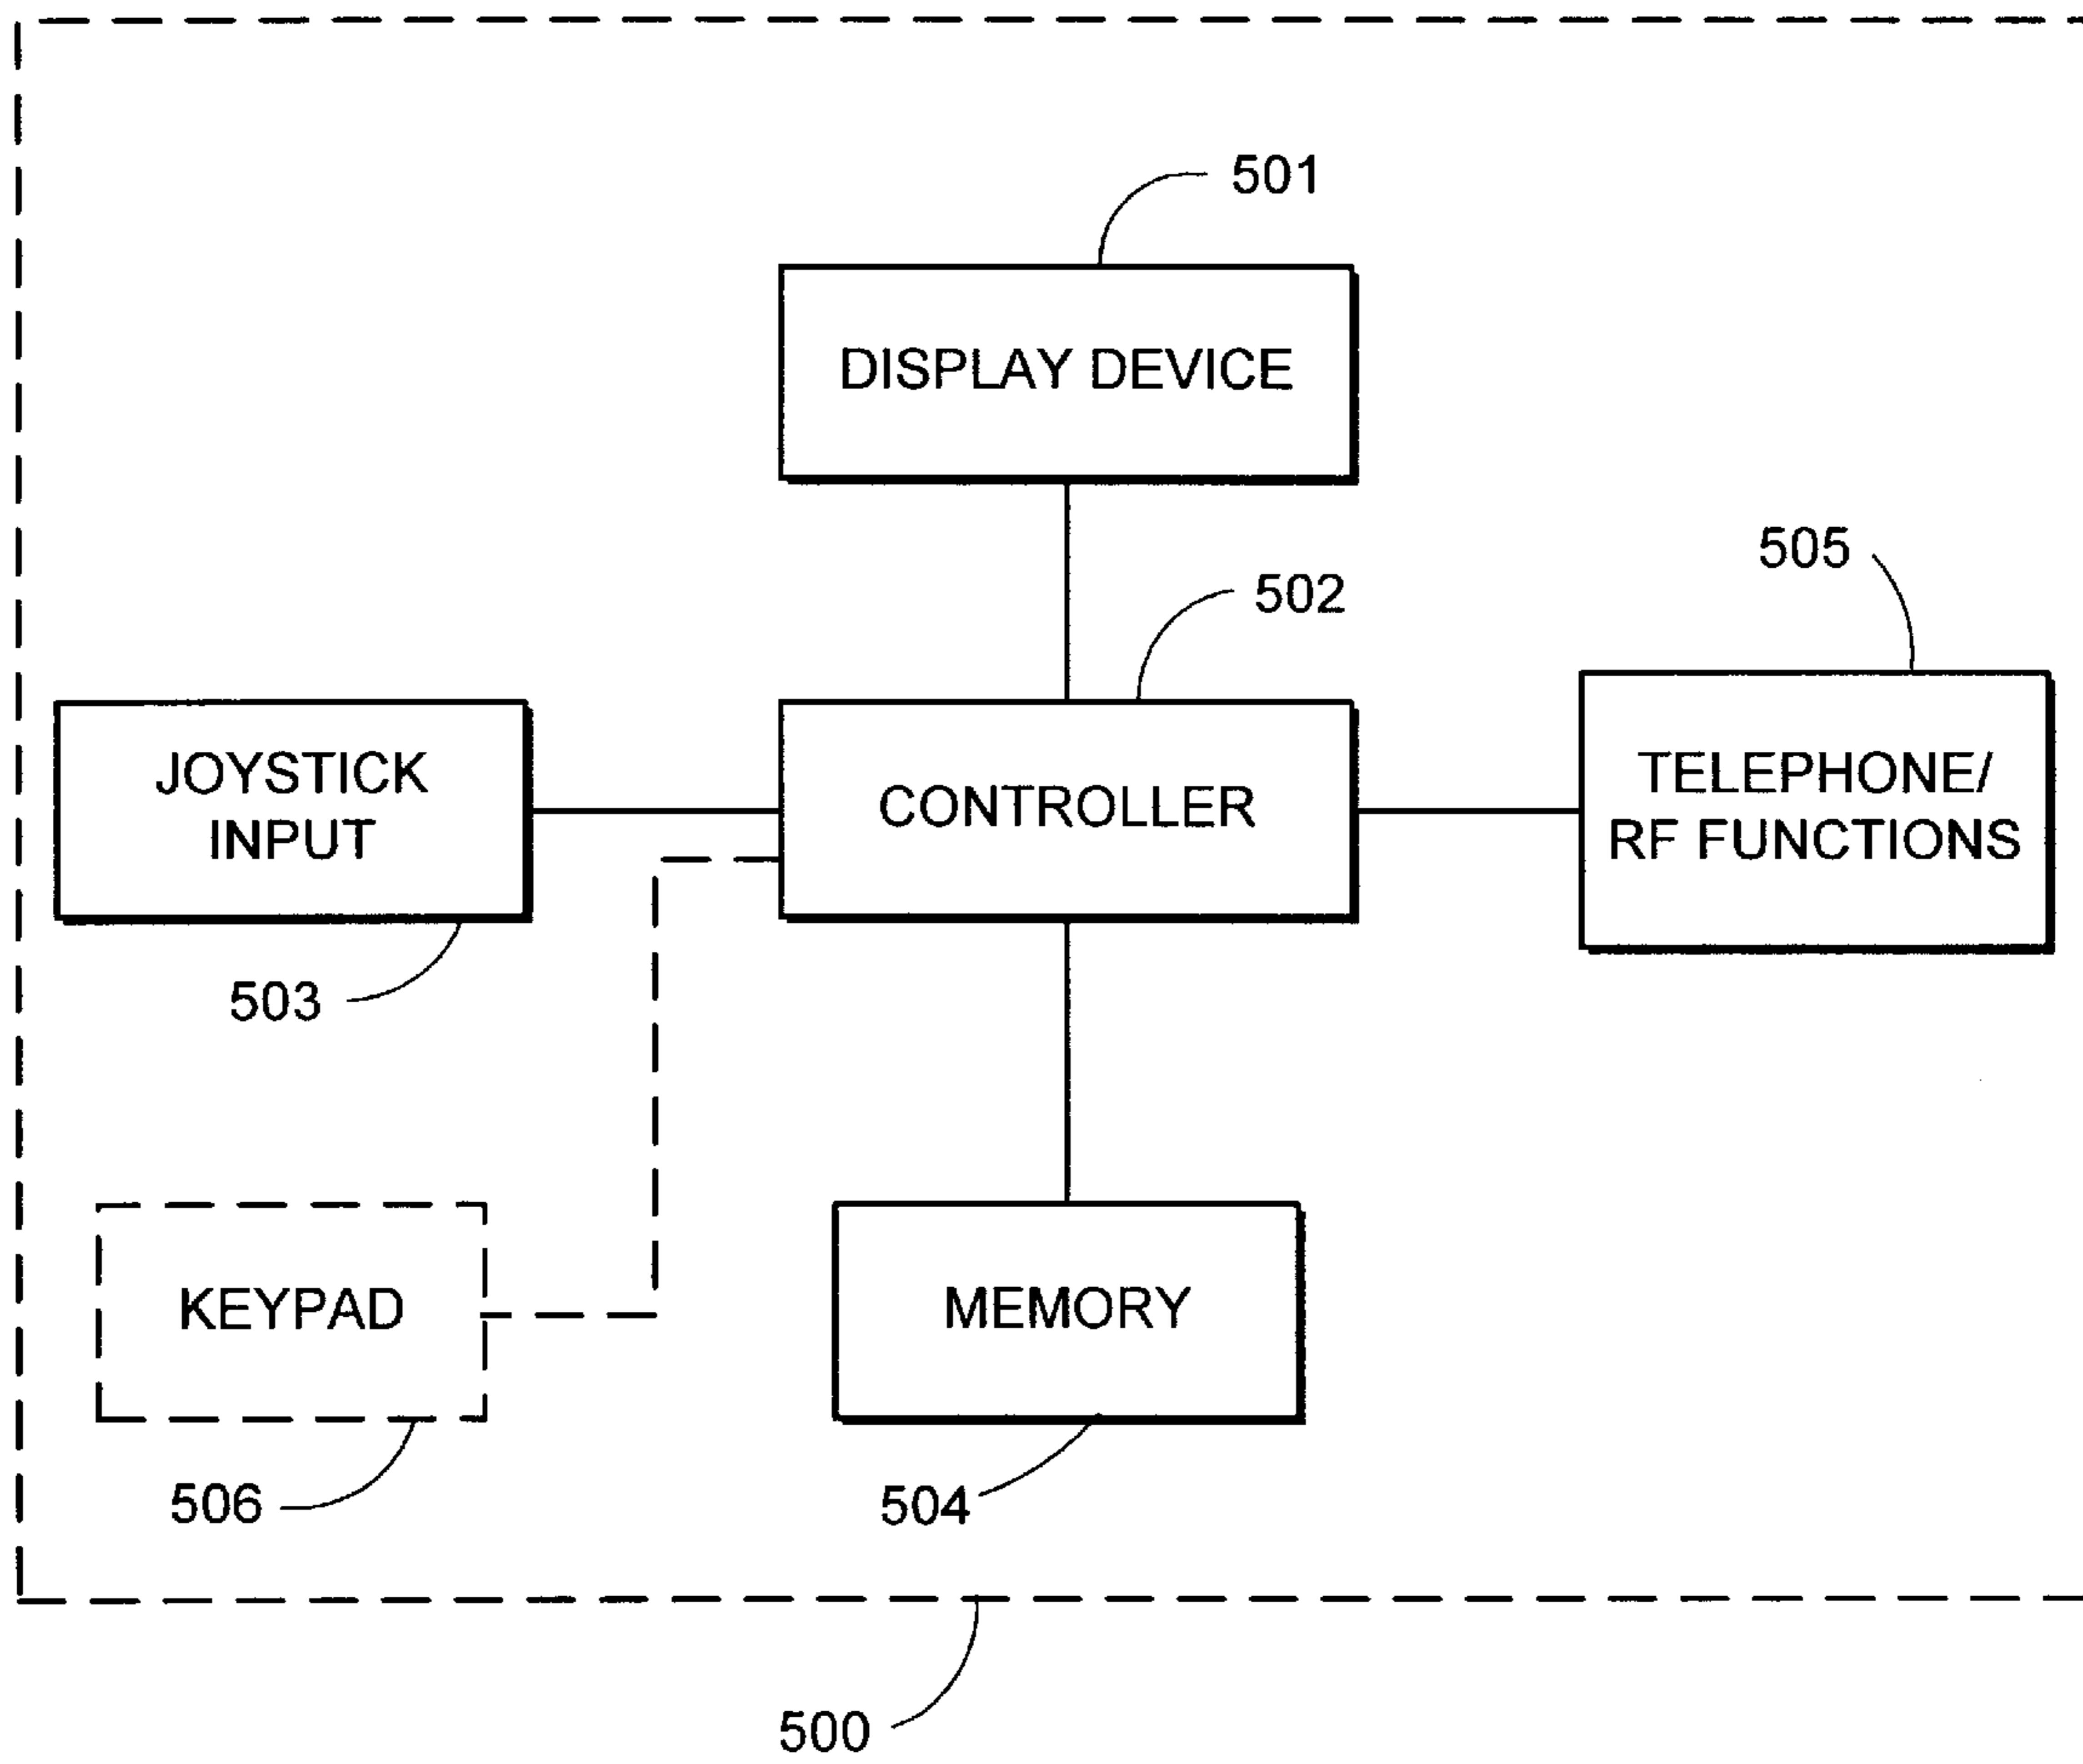 501
DISPLAY DEVICE
505
502
JOYSTICK
INPUT
CONTROLLER
TELEPHONE/
RF FUNCTIONS
503
KEYPAD
MEMORY
506
504
500